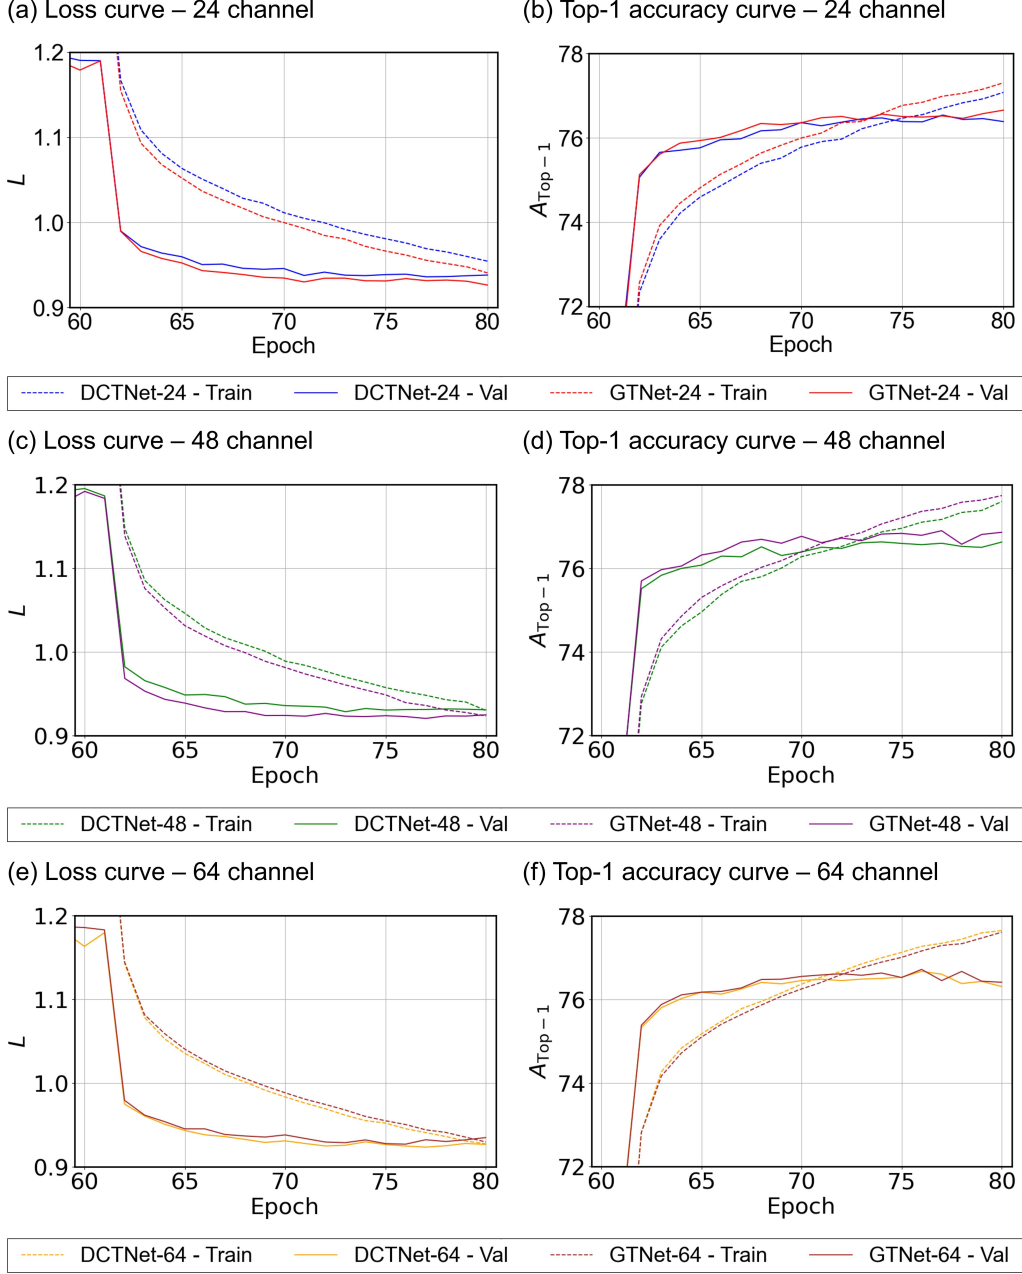 (a) Loss curve – 24 channel
(b) Top-1 accuracy curve – 24 channel
1.2
1.1
1.0
0.9
L
60 65 70 75 80
Epoch
78
76
74
72
A_Top−1
60 65 70 75 80
Epoch
DCTNet-24 - Train DCTNet-24 - Val GTNet-24 - Train GTNet-24 - Val
(c) Loss curve – 48 channel
(d) Top-1 accuracy curve – 48 channel
1.2
1.1
1.0
0.9
L
60 65 70 75 80
Epoch
78
76
74
72
A_Top−1
60 65 70 75 80
Epoch
DCTNet-48 - Train DCTNet-48 - Val GTNet-48 - Train GTNet-48 - Val
(e) Loss curve – 64 channel
(f) Top-1 accuracy curve – 64 channel
1.2
1.1
1.0
0.9
L
60 65 70 75 80
Epoch
78
76
74
72
A_Top−1
60 65 70 75 80
Epoch
DCTNet-64 - Train DCTNet-64 - Val GTNet-64 - Train GTNet-64 - Val